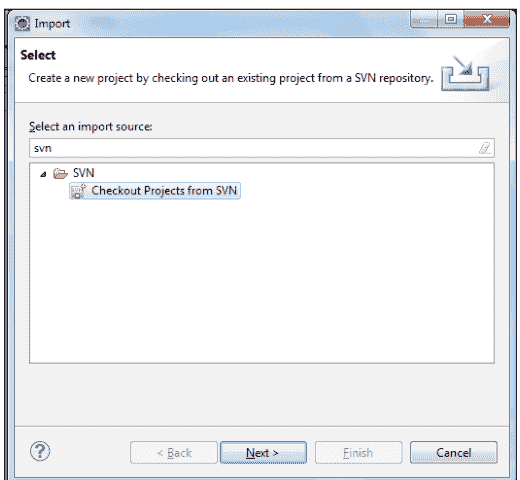 Import
Select
Create a new project by checking out an existing project from a SVN repository.
Select an import source:
svn
SVN
Checkout Projects from SVN
?
< Back
Next >
Finish
Cancel